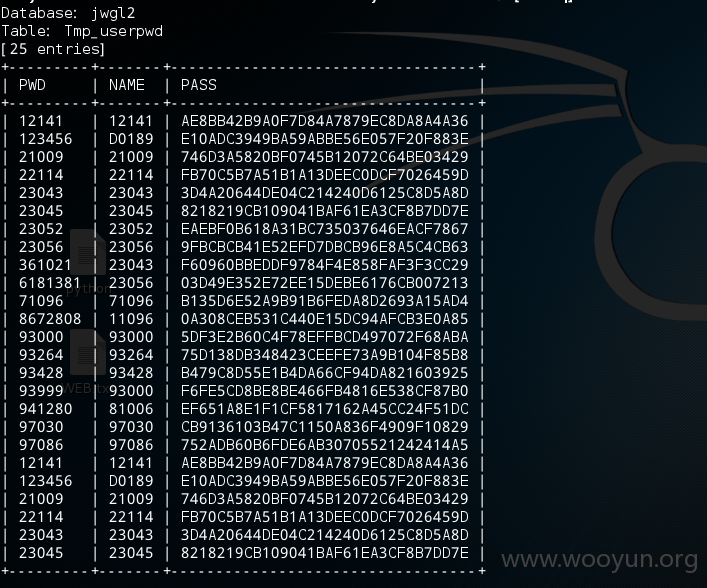 Database: jwgl2
Table: Tmp_userpwd
[25 entries]
+---------+-------+----------------------------------+
| PWD | NAME | PASS |
+---------+-------+----------------------------------+
| 12141 | 12141 | AE8BB42B9A0F7D84A7879EC8DA8A4A36 |
| 123456 | D0189 | E10ADC3949BA59ABBE56E057F20F883E |
| 21009 | 21009 | 746D3A5820BF0745B12072C64BE03429 |
| 22114 | 22114 | FB70C5B7A51B1A13DEEC0DCF7026459D |
| 23043 | 23043 | 3D4A20644DE04C214240D6125C8D5A8D |
| 23045 | 23045 | 8218219CB109041BAF61EA3CF8B7DD7E |
| 23052 | 23052 | EAEBF0B618A31BC735037646EACF7867 |
| 23056 | 23056 | 9FBCBCB41E52EFD7DBCB96E8A5C4CB63 |
| 361021 | 23043 | F60960BBEDDF9784F4E858FAF3F3CC29 |
| 6181381 | 23056 | 03D49E352E72EE15DEBE6176CB007213 |
python
| 71096 | 71096 | B135D6E52A9B91B6FEDA8D2693A15AD4 |
| 8672808 | 11096 | 0A308CEB531C440E15DC94AFCB3E0A85 |
| 93000 | 93000 | 5DF3E2B60C4F78EFFBCD497072F68ABA |
| 93264 | 93264 | 75D138DB348423CEEFE73A9B104F85B8 |
| 93428 | 93428 | B479C8D55E1B4DA66CF94DA821603925 |
| 93999 | 93000 | F6FE5CD8BE8BE466FB4816E538CF87B0 |
| 941280 | 81006 | EF651A8E1F1CF5817162A45CC24F51DC |
| 97030 | 97030 | CB9136103B47C1150A836F4909F10829 |
| 97086 | 97086 | 752ADB60B6FDE6AB30705521242414A5 |
| 12141 | 12141 | AE8BB42B9A0F7D84A7879EC8DA8A4A36 |
| 123456 | D0189 | E10ADC3949BA59ABBE56E057F20F883E |
| 21009 | 21009 | 746D3A5820BF0745B12072C64BE03429 |
| 22114 | 22114 | FB70C5B7A51B1A13DEEC0DCF7026459D |
| 23043 | 23043 | 3D4A20644DE04C214240D6125C8D5A8D |
| 23045 | 23045 | 8218219CB109041BAF61EA3CF8B7DD7E |
+---------+-------+----------------------------------+
www.wooyun.org